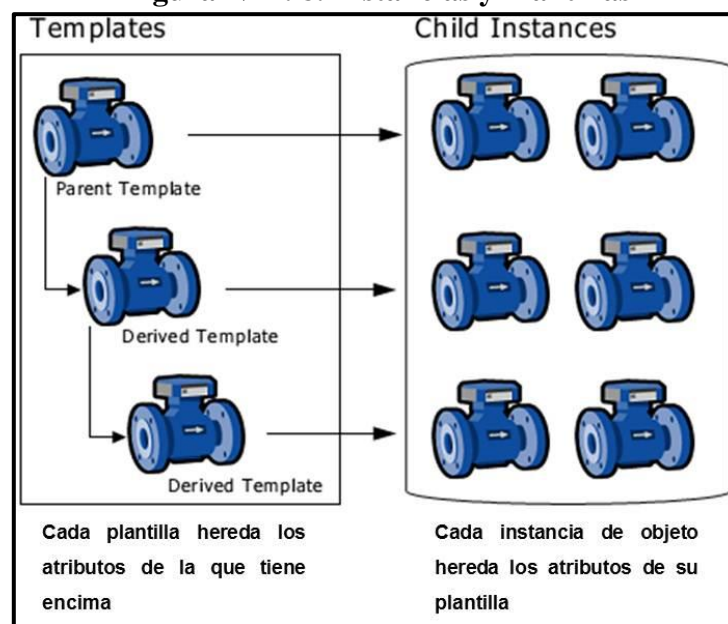 Templates
Child Instances
Parent Template
Derived Template
Derived Template
Cada plantilla hereda los
atributos de la que tiene
encima
Cada instancia de objeto
hereda los atributos de su
plantilla